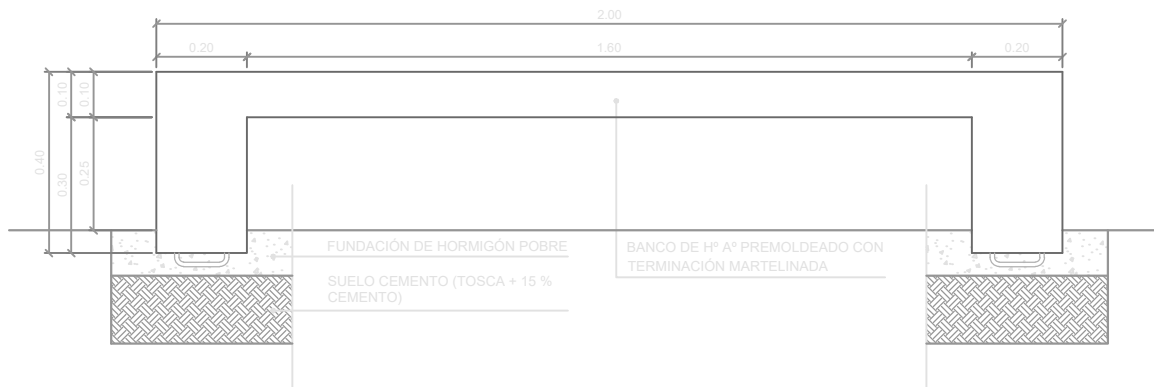 2.00
0.20
1.60
0.20
0.10
0.10
0.40
0.30
0.25
FUNDACIÓN DE HORMIGÓN POBRE
SUELO CEMENTO (TOSCA + 15 %
CEMENTO)
BANCO DE Hº Aº PREMOLDEADO CON
TERMINACIÓN MARTELINADA